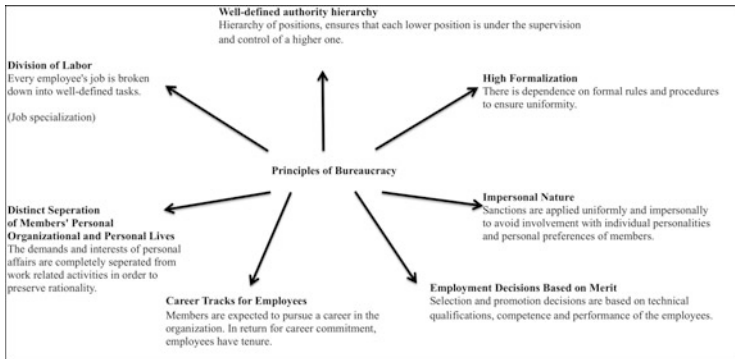 Well-defined authority hierarchy
Hierarchy of positions, ensures that each lower position is under the supervision
and control of a higher one.
Division of Labor
Every employee's job is broken
down into well-defined tasks.
(Job specialization)
High Formalization
There is dependence on formal rules and procedures
to ensure uniformity.
Principles of Bureaucracy
Distinct Seperation
of Members' Personal
Organizational and Personal Lives
The demands and interests of personal
affairs are completely seperated from
work related activities in order to
preserve rationality.
Impersonal Nature
Sanctions are applied uniformly and impersonally
to avoid involvement with individual personalities
and personal preferences of members.
Career Tracks for Employees
Members are expected to pursue a career in the
organization. In return for career commitment,
employees have tenure.
Employment Decisions Based on Merit
Selection and promotion decisions are based on technical
qualifications, competence and performance of the employees.